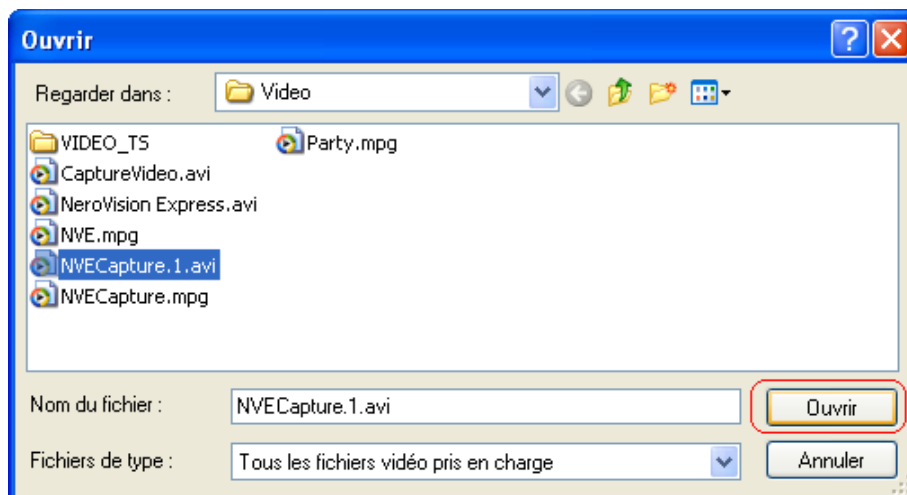 Ouvrir
Regarder dans :
Video
VIDEO_TS
CaptureVideo.avi
NeroVision Express.avi
NVE.mpg
NVECapture.1.avi
NVECapture.mpg
Party.mpg
Nom du fichier :
NVECapture.1.avi
Ouvrir
Fichiers de type :
Tous les fichiers vidéo pris en charge
Annuler